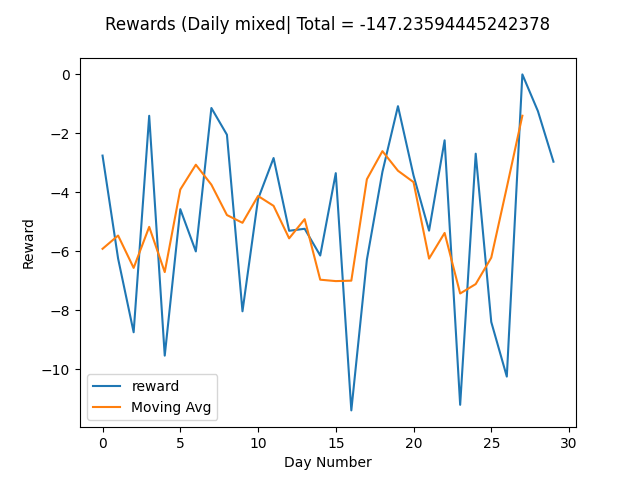 Rewards (Daily mixed| Total = -147.23594445242378
0
−2
−4
−6
−8
−10
Reward
reward
Moving Avg
0 5 10 15 20 25 30
Day Number